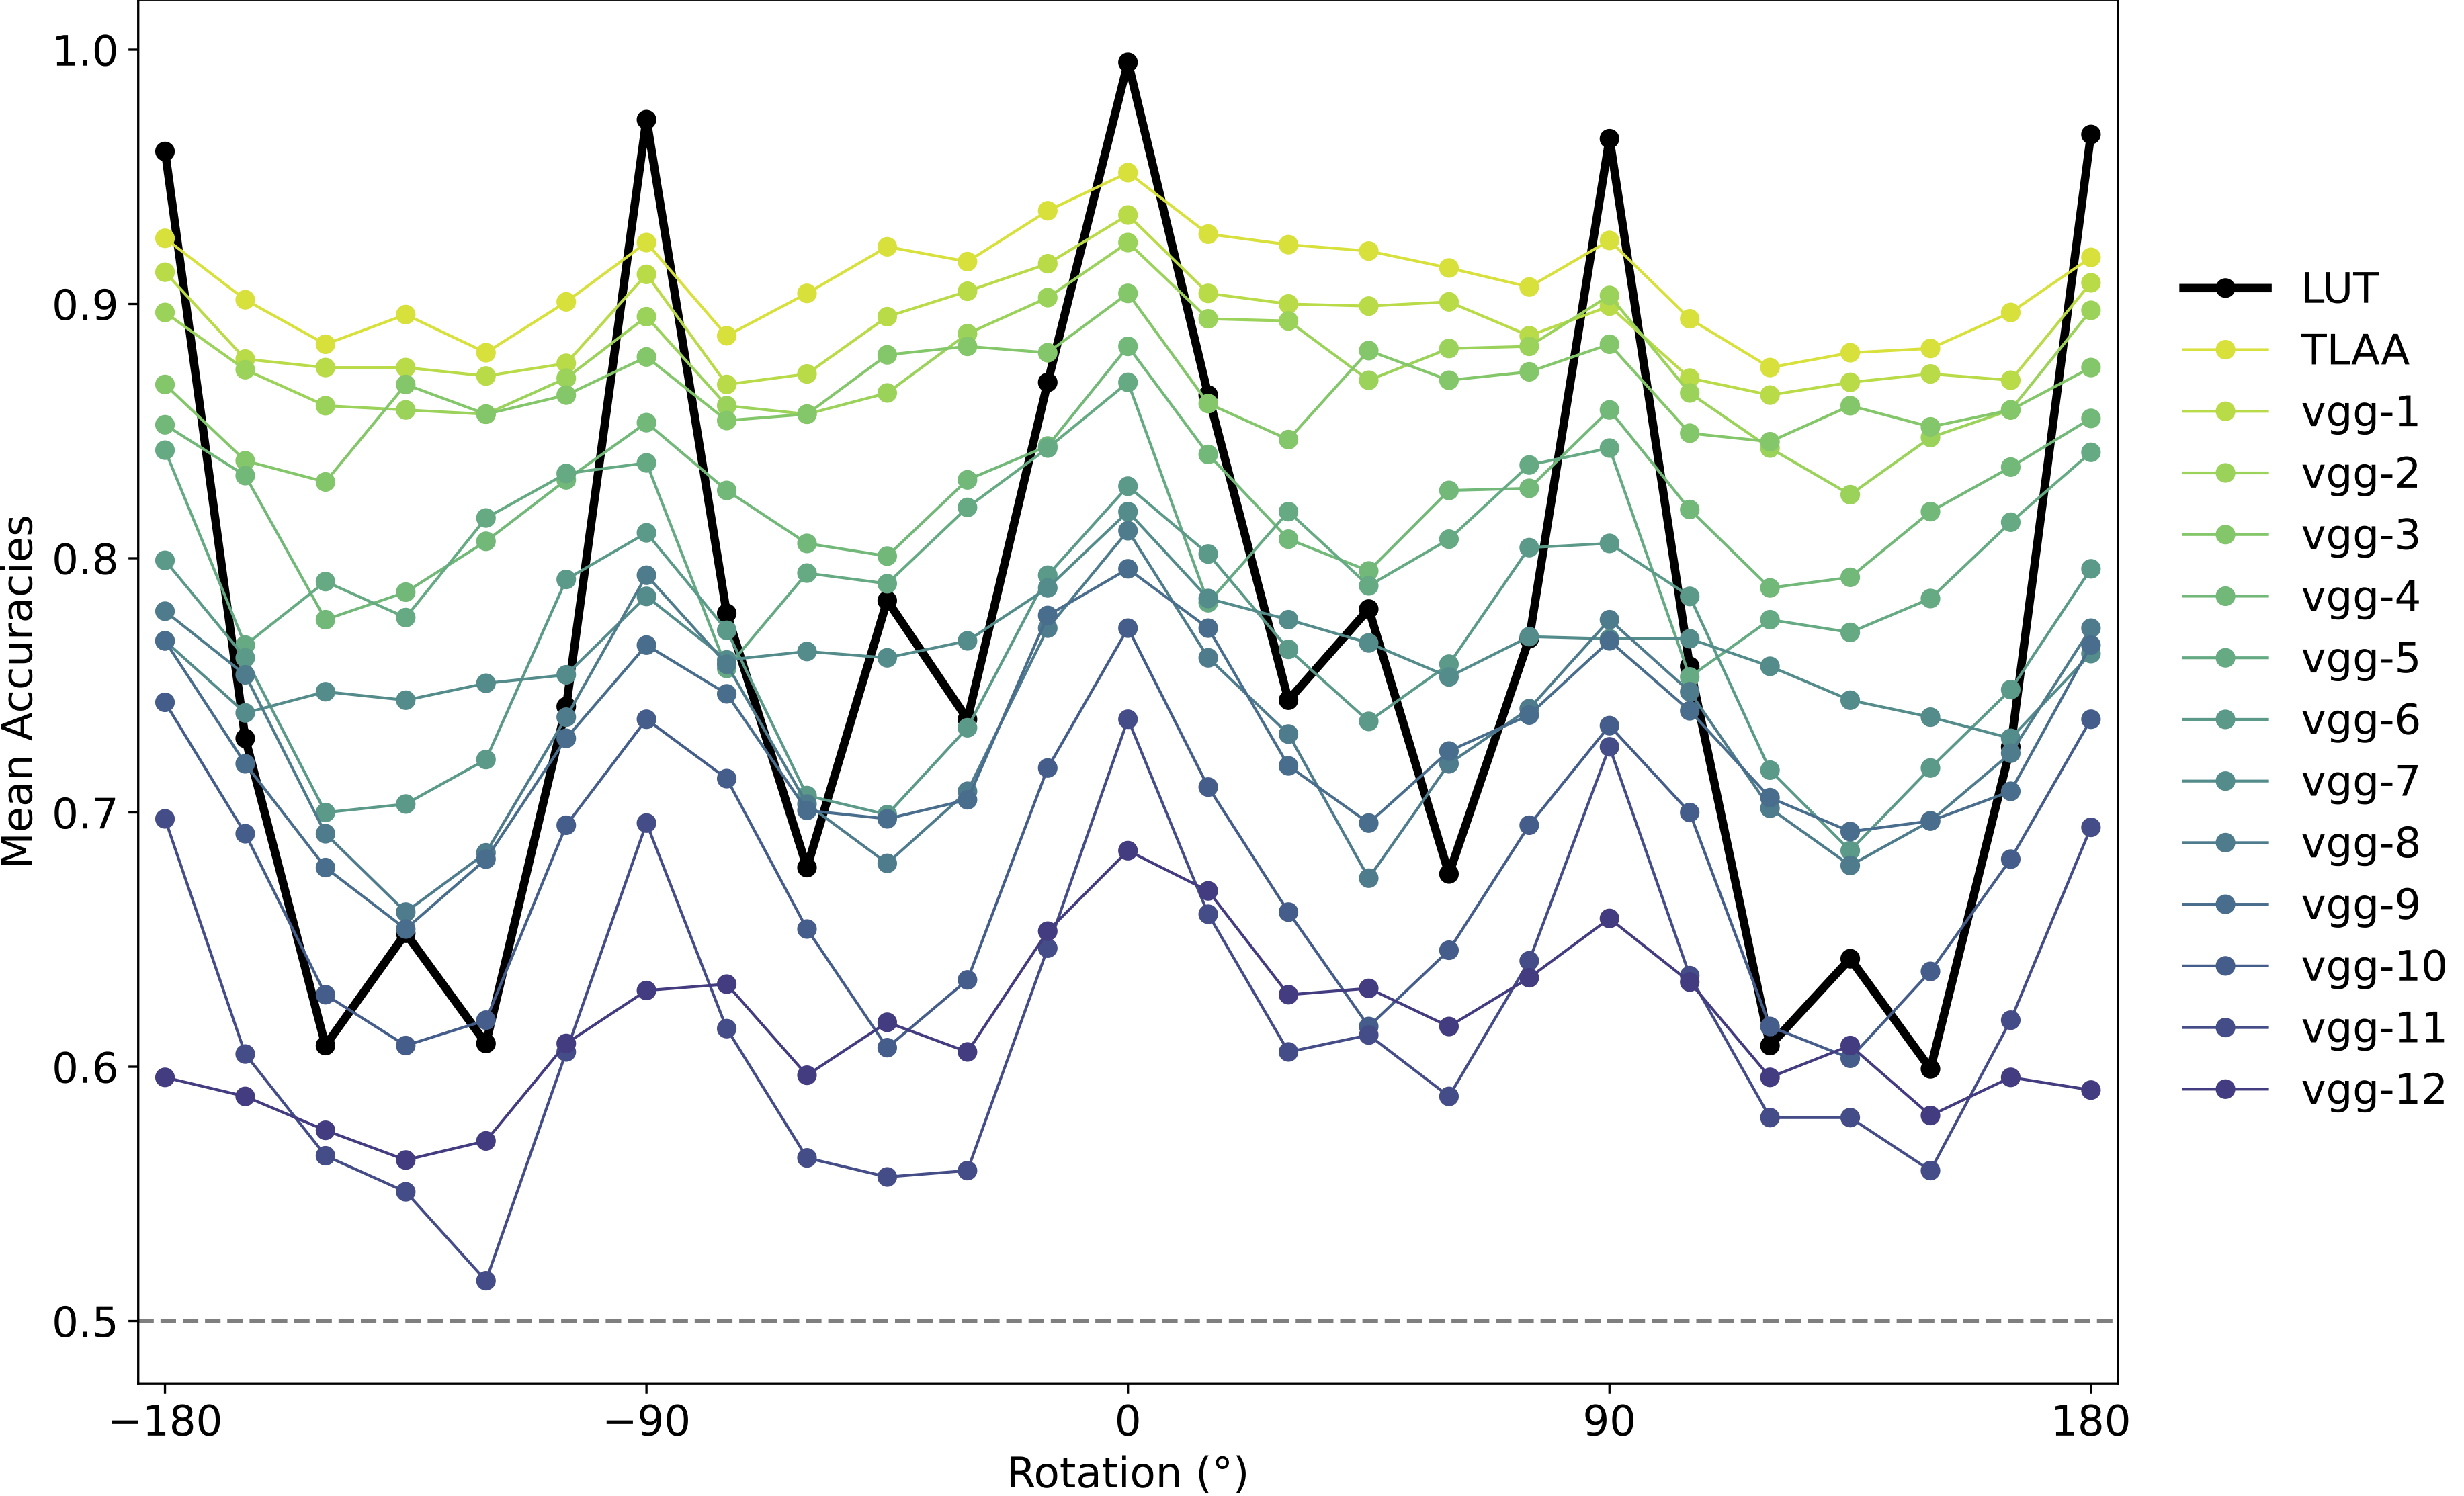 1.0
0.9
0.8
0.7
0.6
0.5
Mean Accuracies
−180
−90
0
90
180
Rotation (°)
LUT
TLAA
vgg-1
vgg-2
vgg-3
vgg-4
vgg-5
vgg-6
vgg-7
vgg-8
vgg-9
vgg-10
vgg-11
vgg-12